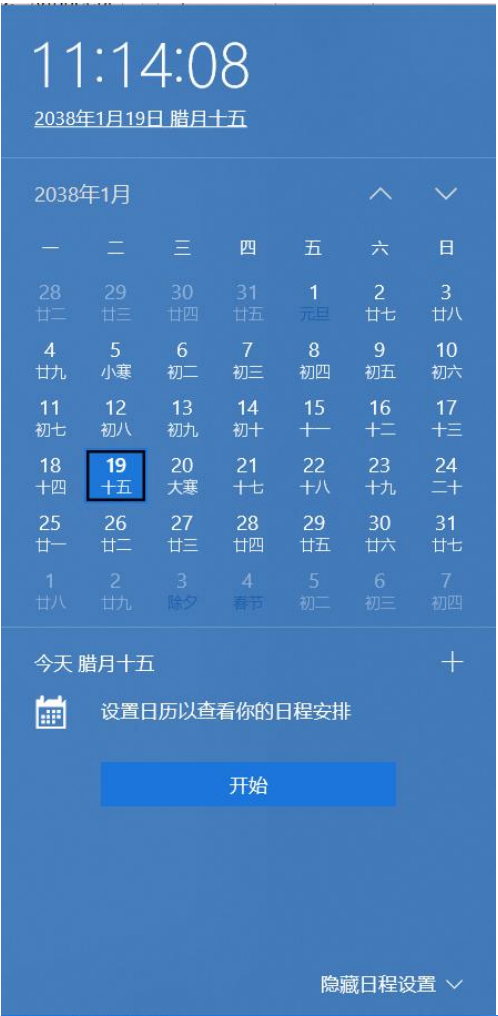 11:14:08
2038年1月19日 腊月十五
2038年1月
一 二 三 四 五 六 日
28 29 30 31 1 2 3
廿二 廿三 廿四 廿五 元旦 廿七 廿八
4 5 6 7 8 9 10
廿九 小寒 初二 初三 初四 初五 初六
11 12 13 14 15 16 17
初七 初八 初九 初十 十一 十二 十三
18 19 20 21 22 23 24
十四 十五 大寒 十七 十八 十九 二十
25 26 27 28 29 30 31
廿一 廿二 廿三 廿四 廿五 廿六 廿七
1 2 3 4 5 6 7
廿八 廿九 除夕 春节 初二 初三 初四
今天 腊月十五
设置日历以查看你的日程安排
开始
隐藏日程设置